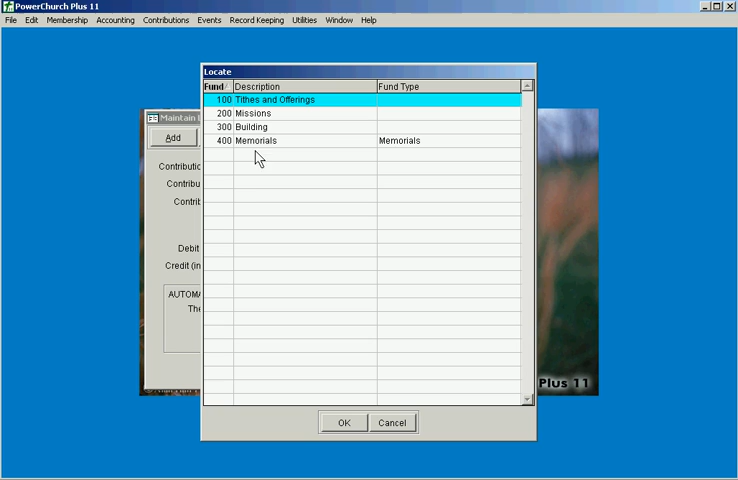 PowerChurch Plus 11
File Edit Membership Accounting Contributions Events Record Keeping Utilities Window Help
Locate
Fund Description Fund Type
100 Tithes and Offerings
200 Missions
300 Building
400 Memorials Memorials
Maintain
Add
Contributio
Contribu
Contrib
Debit
Credit (in
AUTOMA
The
Plus 11
OK Cancel